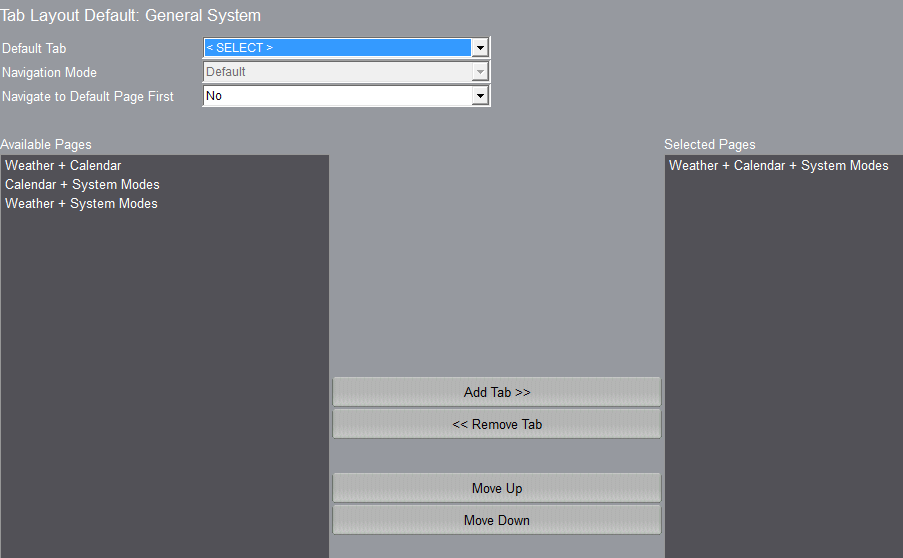 Tab Layout Default: General System
Default Tab
< SELECT >
Navigation Mode
Default
Navigate to Default Page First
No
Available Pages
Weather + Calendar
Calendar + System Modes
Weather + System Modes
Add Tab >>
<< Remove Tab
Move Up
Move Down
Selected Pages
Weather + Calendar + System Modes